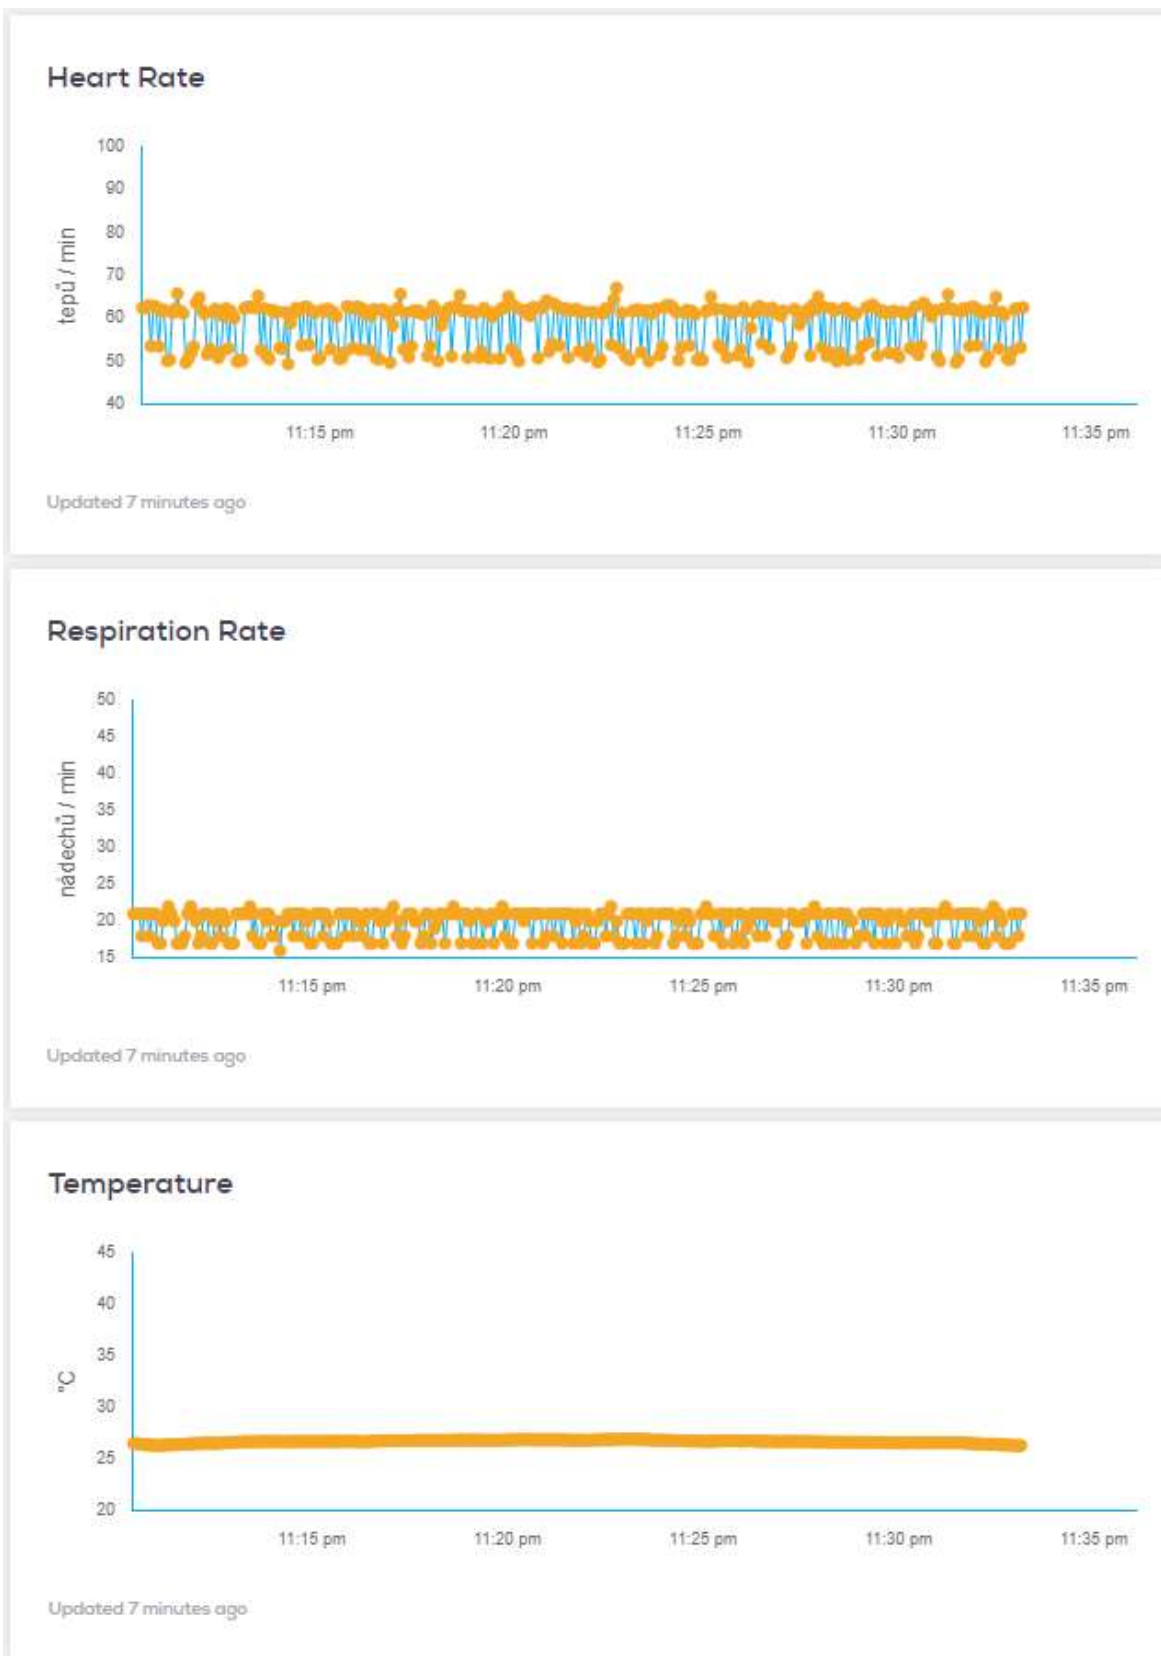 Heart Rate
100
90
80
70
60
50
40
tepů / min
11:15 pm 11:20 pm 11:25 pm 11:30 pm 11:35 pm
Updated 7 minutes ago
Respiration Rate
50
45
40
35
30
25
20
15
nádechů / min
11:15 pm 11:20 pm 11:25 pm 11:30 pm 11:35 pm
Updated 7 minutes ago
Temperature
45
40
35
30
25
20
°C
11:15 pm 11:20 pm 11:25 pm 11:30 pm 11:35 pm
Updated 7 minutes ago